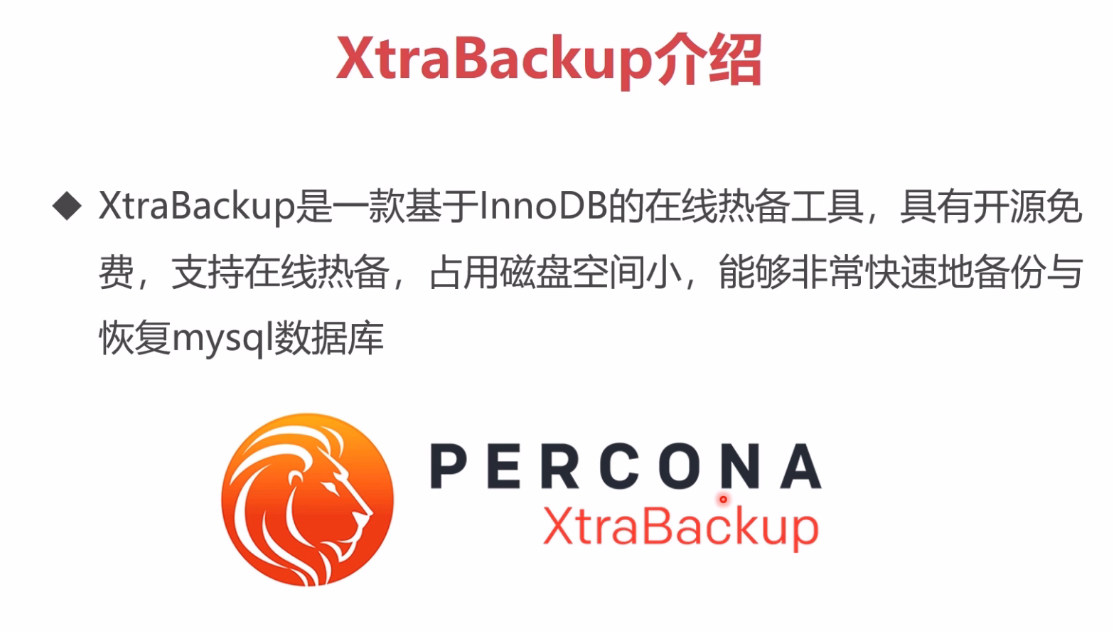 XtraBackup介绍
XtraBackup是一款基于InnoDB的在线热备工具，具有开源免
费，支持在线热备，占用磁盘空间小，能够非常快速地备份与
恢复mysql数据库
PERCONA
XtraBackup